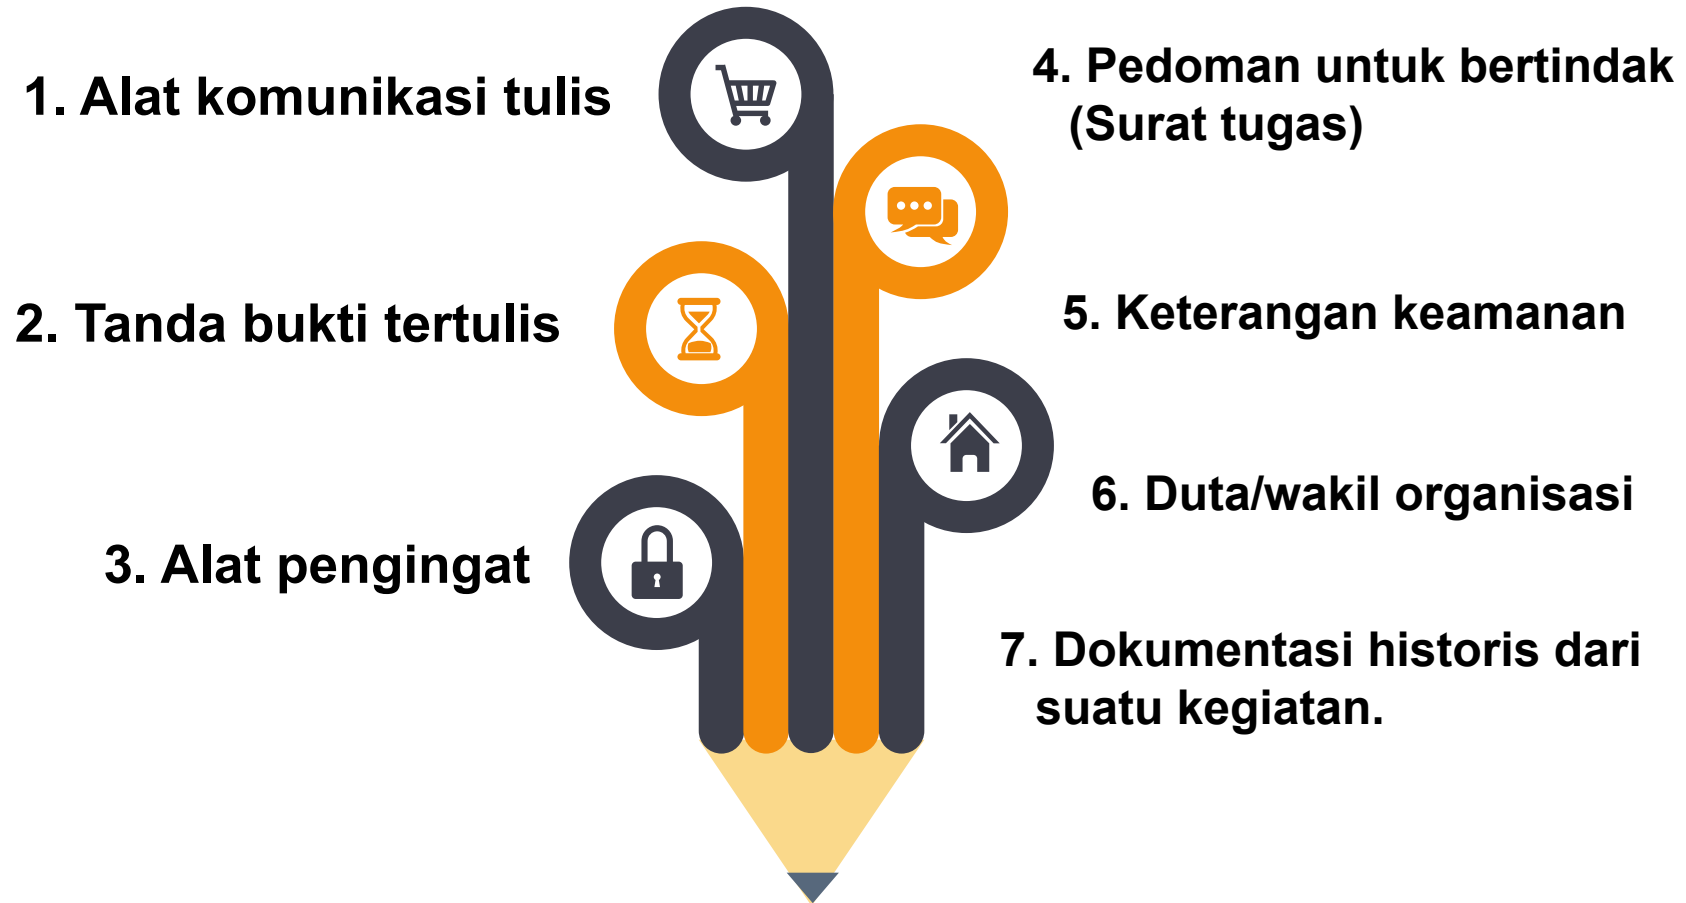 1. Alat komunikasi tulis
2. Tanda bukti tertulis
3. Alat pengingat
4. Pedoman untuk bertindak
(Surat tugas)
5. Keterangan keamanan
6. Duta/wakil organisasi
7. Dokumentasi historis dari
suatu kegiatan.